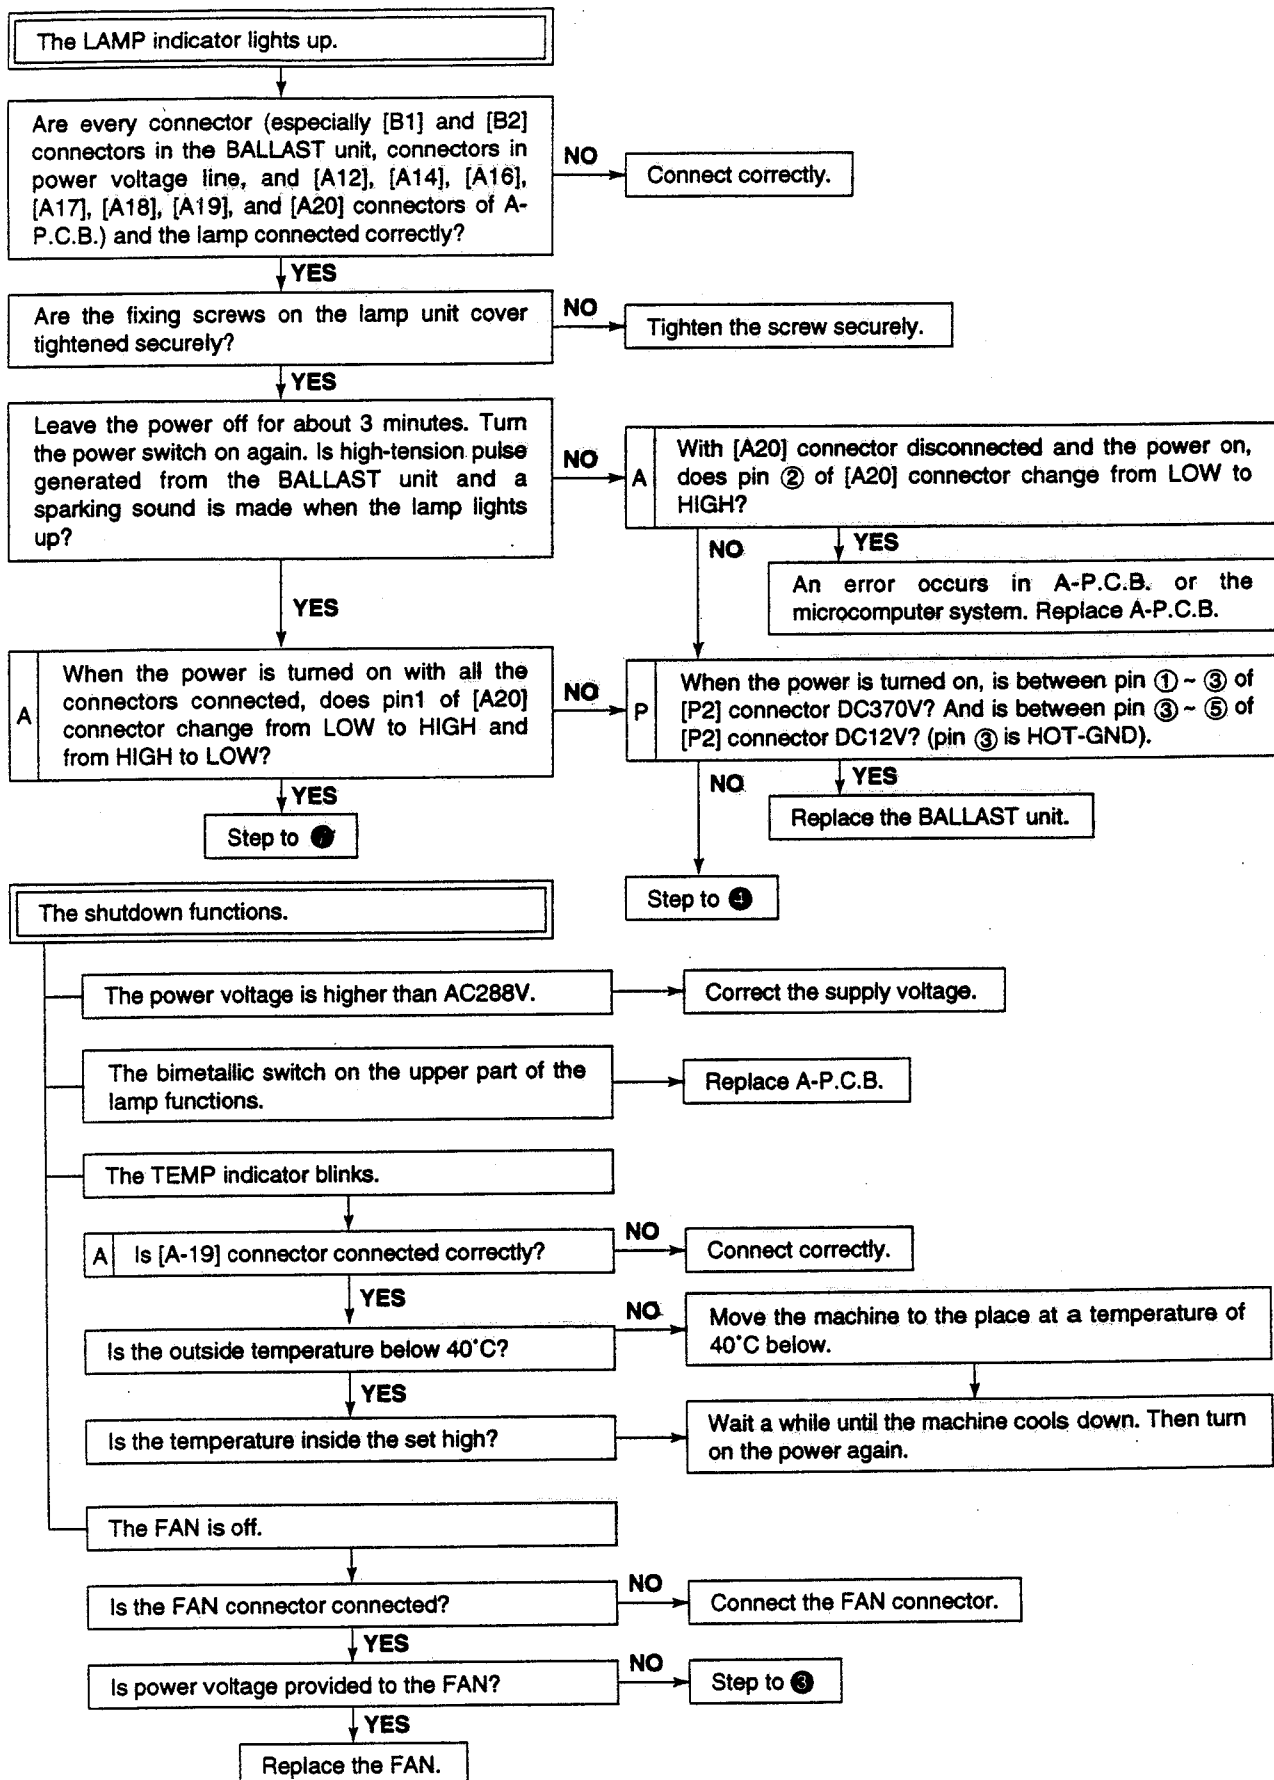 The LAMP indicator lights up.
Are every connector (especially [B1] and [B2]
connectors in the BALLAST unit, connectors in
power voltage line, and [A12], [A14], [A16],
[A17], [A18], [A19], and [A20] connectors of A-
P.C.B.) and the lamp connected correctly?
NO
Connect correctly.
YES
Are the fixing screws on the lamp unit cover
tightened securely?
NO
Tighten the screw securely.
YES
Leave the power off for about 3 minutes. Turn
the power switch on again. Is high-tension pulse
generated from the BALLAST unit and a
sparking sound is made when the lamp lights
up?
NO
A
With [A20] connector disconnected and the power on,
does pin ② of [A20] connector change from LOW to
HIGH?
NO
YES
An error occurs in A-P.C.B. or the
microcomputer system. Replace A-P.C.B.
YES
A
When the power is turned on with all the
connectors connected, does pin1 of [A20]
connector change from LOW to HIGH and
from HIGH to LOW?
NO
P
When the power is turned on, is between pin ① ~ ③ of
[P2] connector DC370V? And is between pin ③ ~ ⑤ of
[P2] connector DC12V? (pin ③ is HOT-GND).
YES
Step to
NO
YES
Replace the BALLAST unit.
Step to ❹
The shutdown functions.
The power voltage is higher than AC288V.
Correct the supply voltage.
The bimetallic switch on the upper part of the
lamp functions.
Replace A-P.C.B.
The TEMP indicator blinks.
A
Is [A-19] connector connected correctly?
NO
Connect correctly.
YES
Is the outside temperature below 40°C?
NO
Move the machine to the place at a temperature of
40°C below.
YES
Is the temperature inside the set high?
Wait a while until the machine cools down. Then turn
on the power again.
The FAN is off.
Is the FAN connector connected?
NO
Connect the FAN connector.
YES
Is power voltage provided to the FAN?
NO
Step to ❸
YES
Replace the FAN.